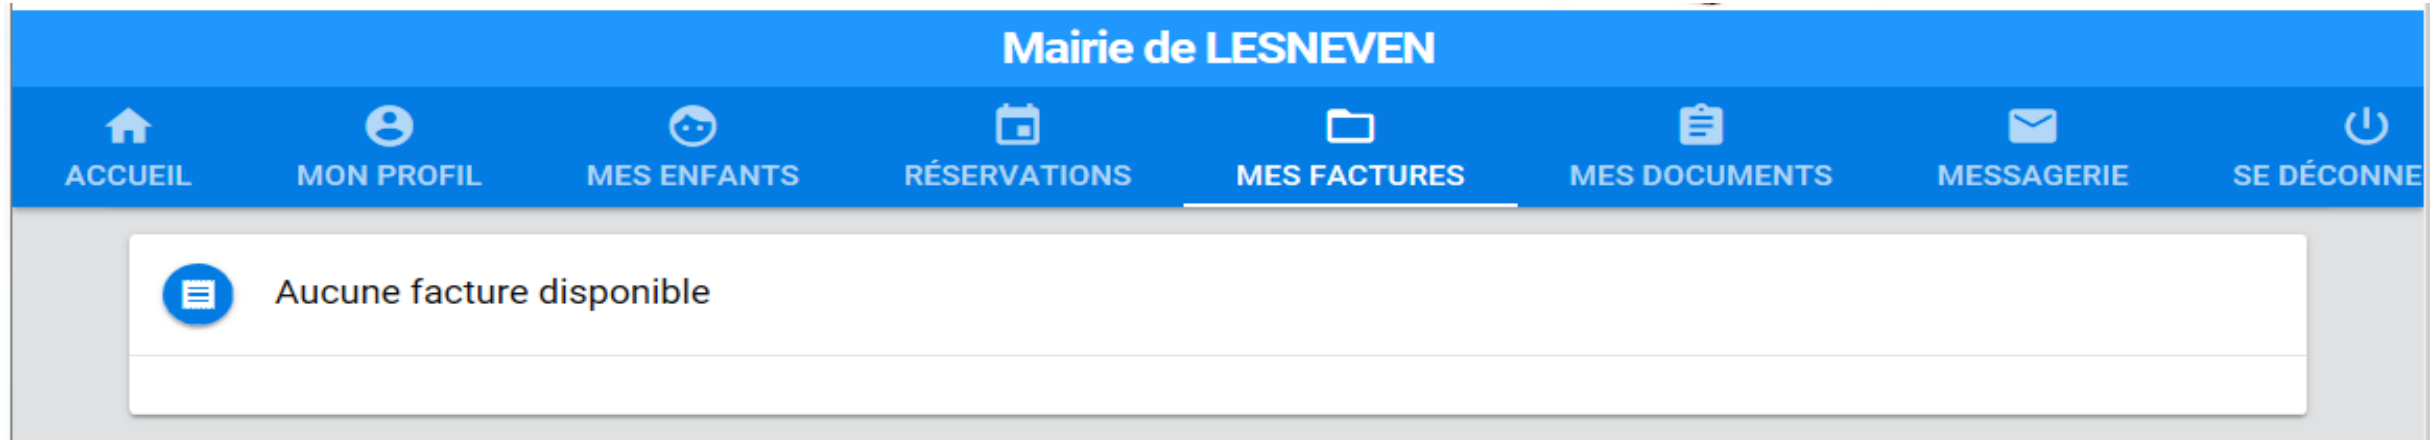 Mairie de LESNEVEN
ACCUEIL MON PROFIL MES ENFANTS RÉSERVATIONS MES FACTURES MES DOCUMENTS MESSAGERIE SE DÉCONNE
Aucune facture disponible